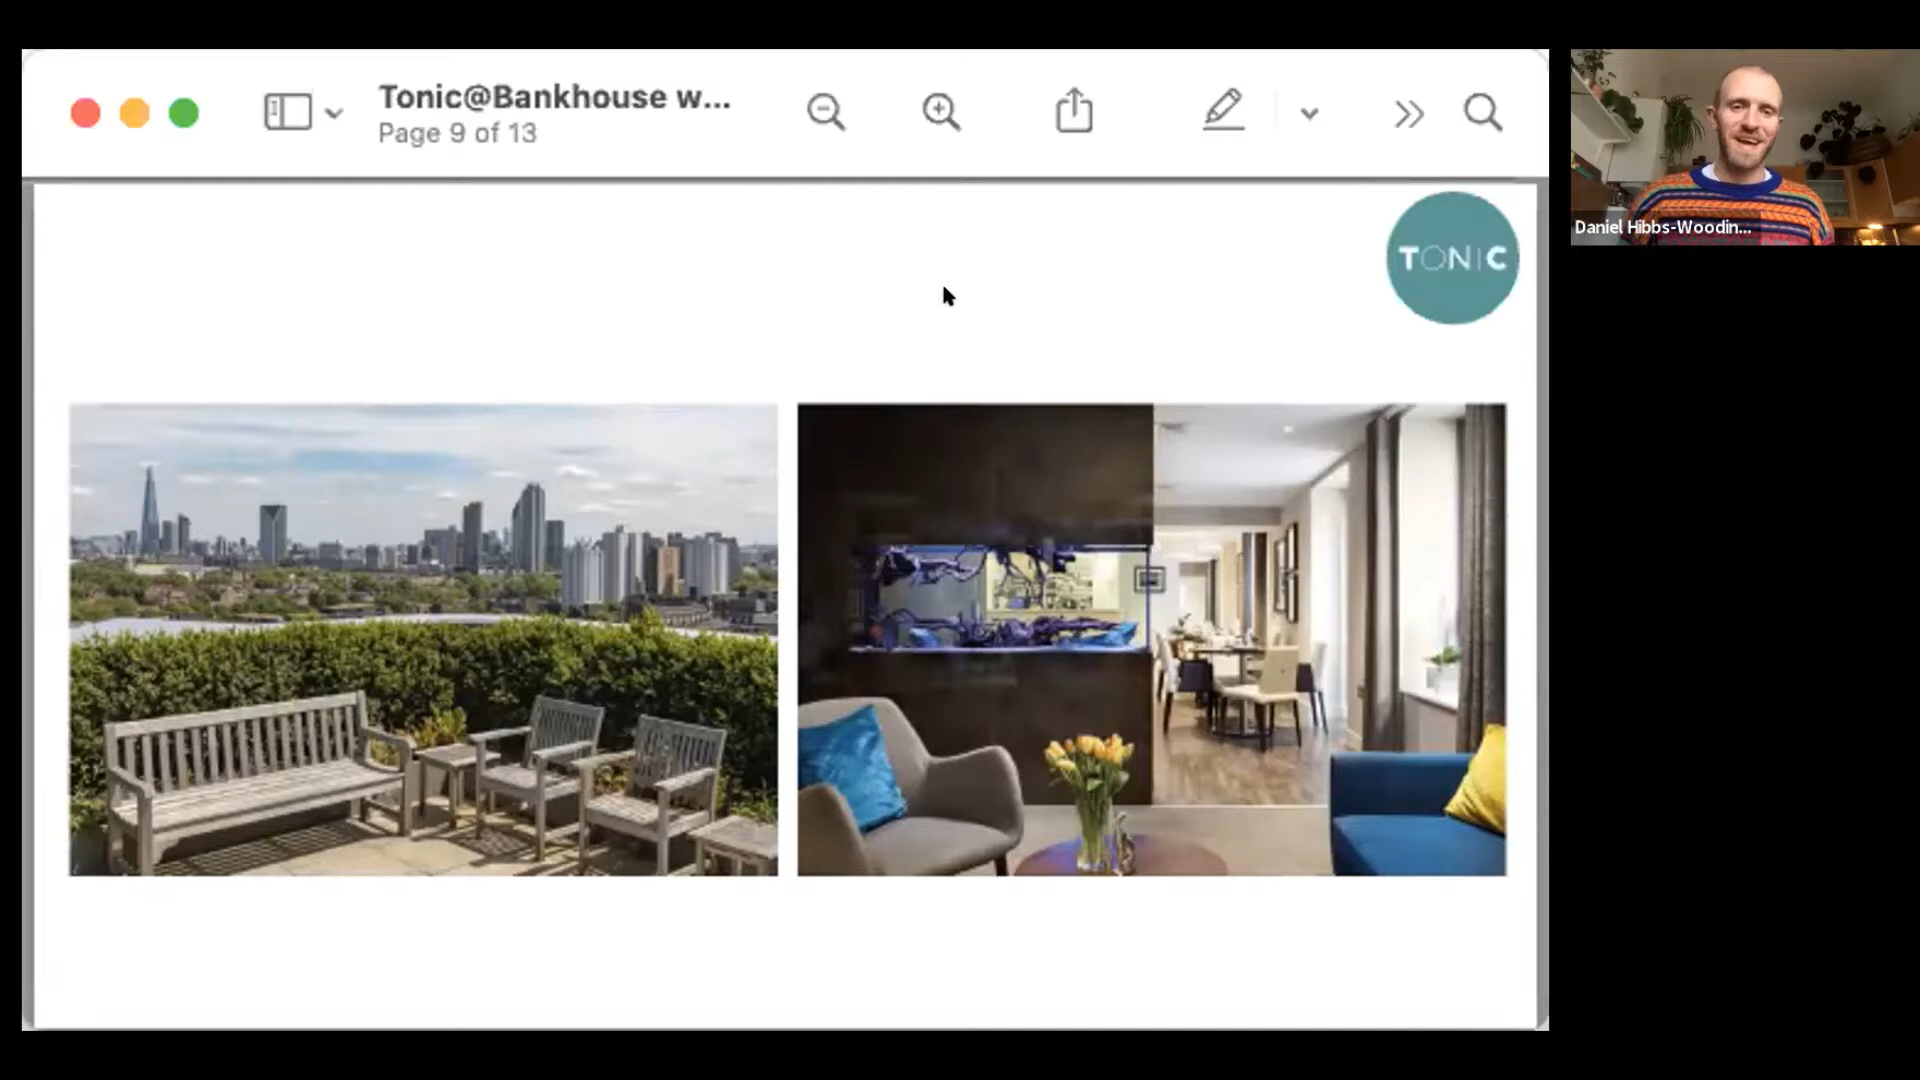 Tonic@Bankhouse w...
Page 9 of 13
TONIC
Daniel Hibbs-Woodin...